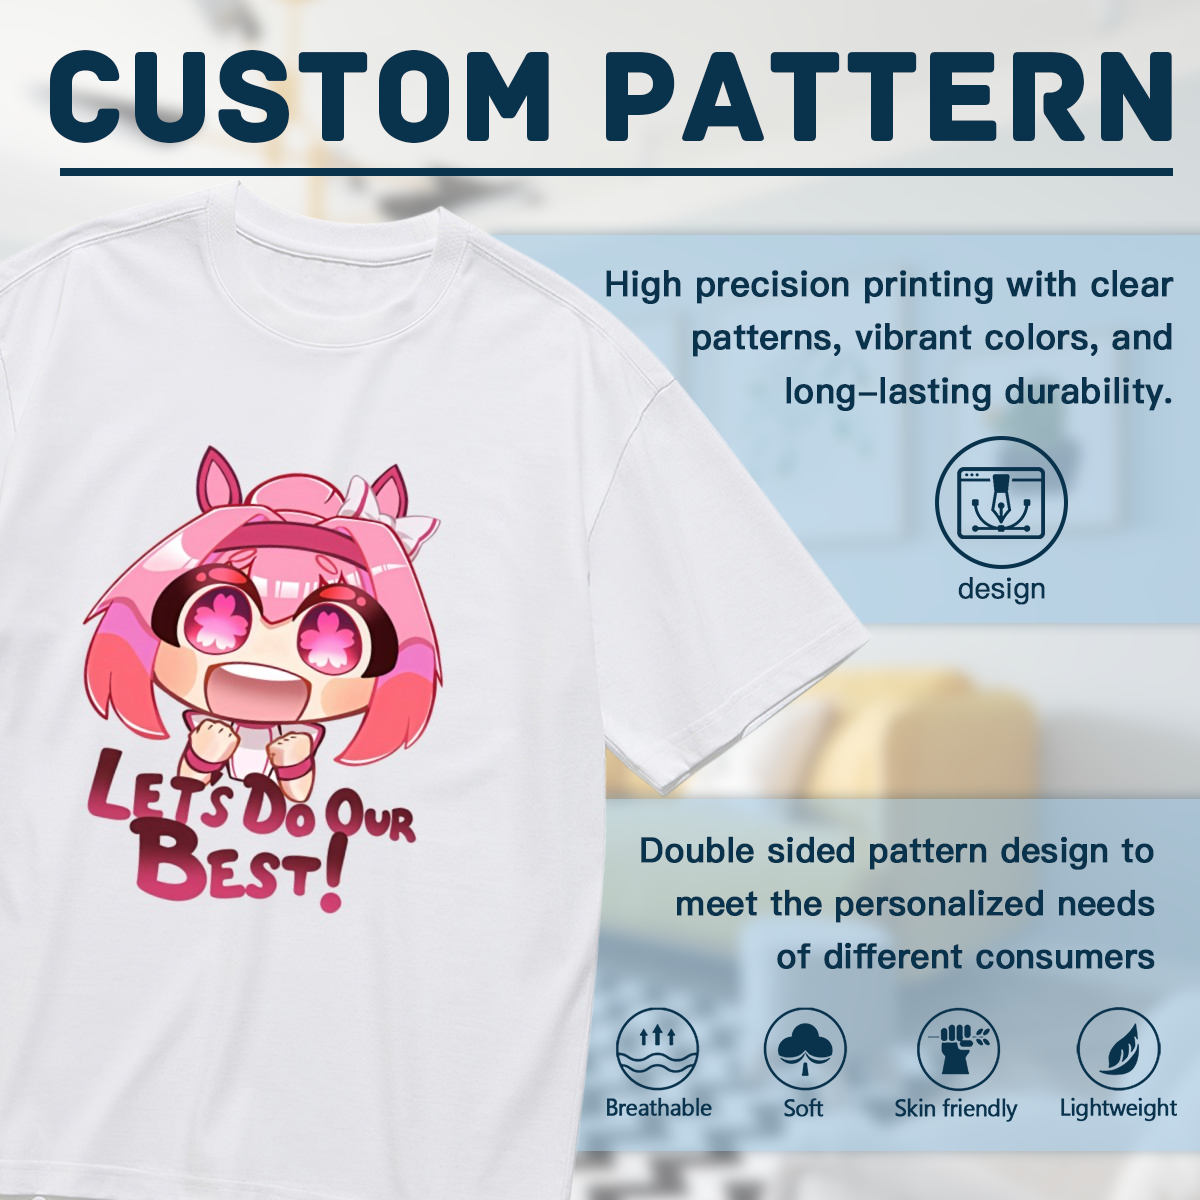 CUSTOM PATTERN
High precision printing with clear
patterns, vibrant colors, and
long-lasting durability.
design
LET'S DO OUR
BEST!
Double sided pattern design to
meet the personalized needs
of different consumers
Breathable
Soft
Skin friendly
Lightweight